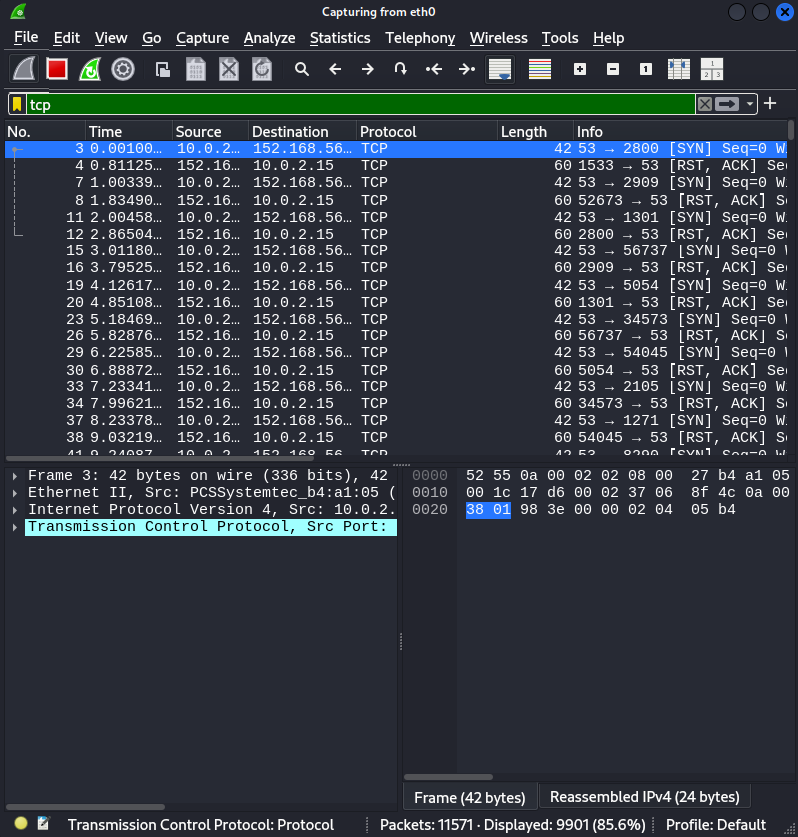 Capturing from eth0
File Edit View Go Capture Analyze Statistics Telephony Wireless Tools Help
tcp
No. Time Source Destination Protocol Length Info
3 0.00100… 10.0.2… 152.168.56… TCP 42 53 → 2800 [SYN] Seq=0 Wi
4 0.81125… 152.16… 10.0.2.15 TCP 60 1533 → 53 [RST, ACK] Se
7 1.00339… 10.0.2… 152.168.56… TCP 42 53 → 2909 [SYN] Seq=0 Wi
8 1.83490… 152.16… 10.0.2.15 TCP 60 52673 → 53 [RST, ACK] S
11 2.00458… 10.0.2… 152.168.56… TCP 42 53 → 1301 [SYN] Seq=0 Wi
12 2.86504… 152.16… 10.0.2.15 TCP 60 2800 → 53 [RST, ACK] Se
15 3.01180… 10.0.2… 152.168.56… TCP 42 53 → 56737 [SYN] Seq=0 W
16 3.79525… 152.16… 10.0.2.15 TCP 60 2909 → 53 [RST, ACK] Se
19 4.12617… 10.0.2… 152.168.56… TCP 42 53 → 5054 [SYN] Seq=0 Wi
20 4.85108… 152.16… 10.0.2.15 TCP 60 1301 → 53 [RST, ACK] Se
23 5.18469… 10.0.2… 152.168.56… TCP 42 53 → 34573 [SYN] Seq=0 W
26 5.82876… 152.16… 10.0.2.15 TCP 60 56737 → 53 [RST, ACK] S
29 6.22585… 10.0.2… 152.168.56… TCP 42 53 → 54045 [SYN] Seq=0 W
30 6.88872… 152.16… 10.0.2.15 TCP 60 5054 → 53 [RST, ACK] Se
33 7.23341… 10.0.2… 152.168.56… TCP 42 53 → 2105 [SYN] Seq=0 Wi
34 7.99621… 152.16… 10.0.2.15 TCP 60 34573 → 53 [RST, ACK] S
37 8.23378… 10.0.2… 152.168.56… TCP 42 53 → 1271 [SYN] Seq=0 Wi
38 9.03219… 152.16… 10.0.2.15 TCP 60 54045 → 53 [RST, ACK] S
Frame 3: 42 bytes on wire (336 bits), 42
Ethernet II, Src: PCSSystemtec_b4:a1:05 (
Internet Protocol Version 4, Src: 10.0.2.
Transmission Control Protocol, Src Port:
0000 52 55 0a 00 02 02 08 00 27 b4 a1 05
0010 00 1c 17 d6 00 02 37 06 8f 4c 0a 00
0020 38 01 98 3e 00 00 02 04 05 b4
Frame (42 bytes) Reassembled IPv4 (24 bytes)
Transmission Control Protocol: Protocol Packets: 11571 · Displayed: 9901 (85.6%) Profile: Default